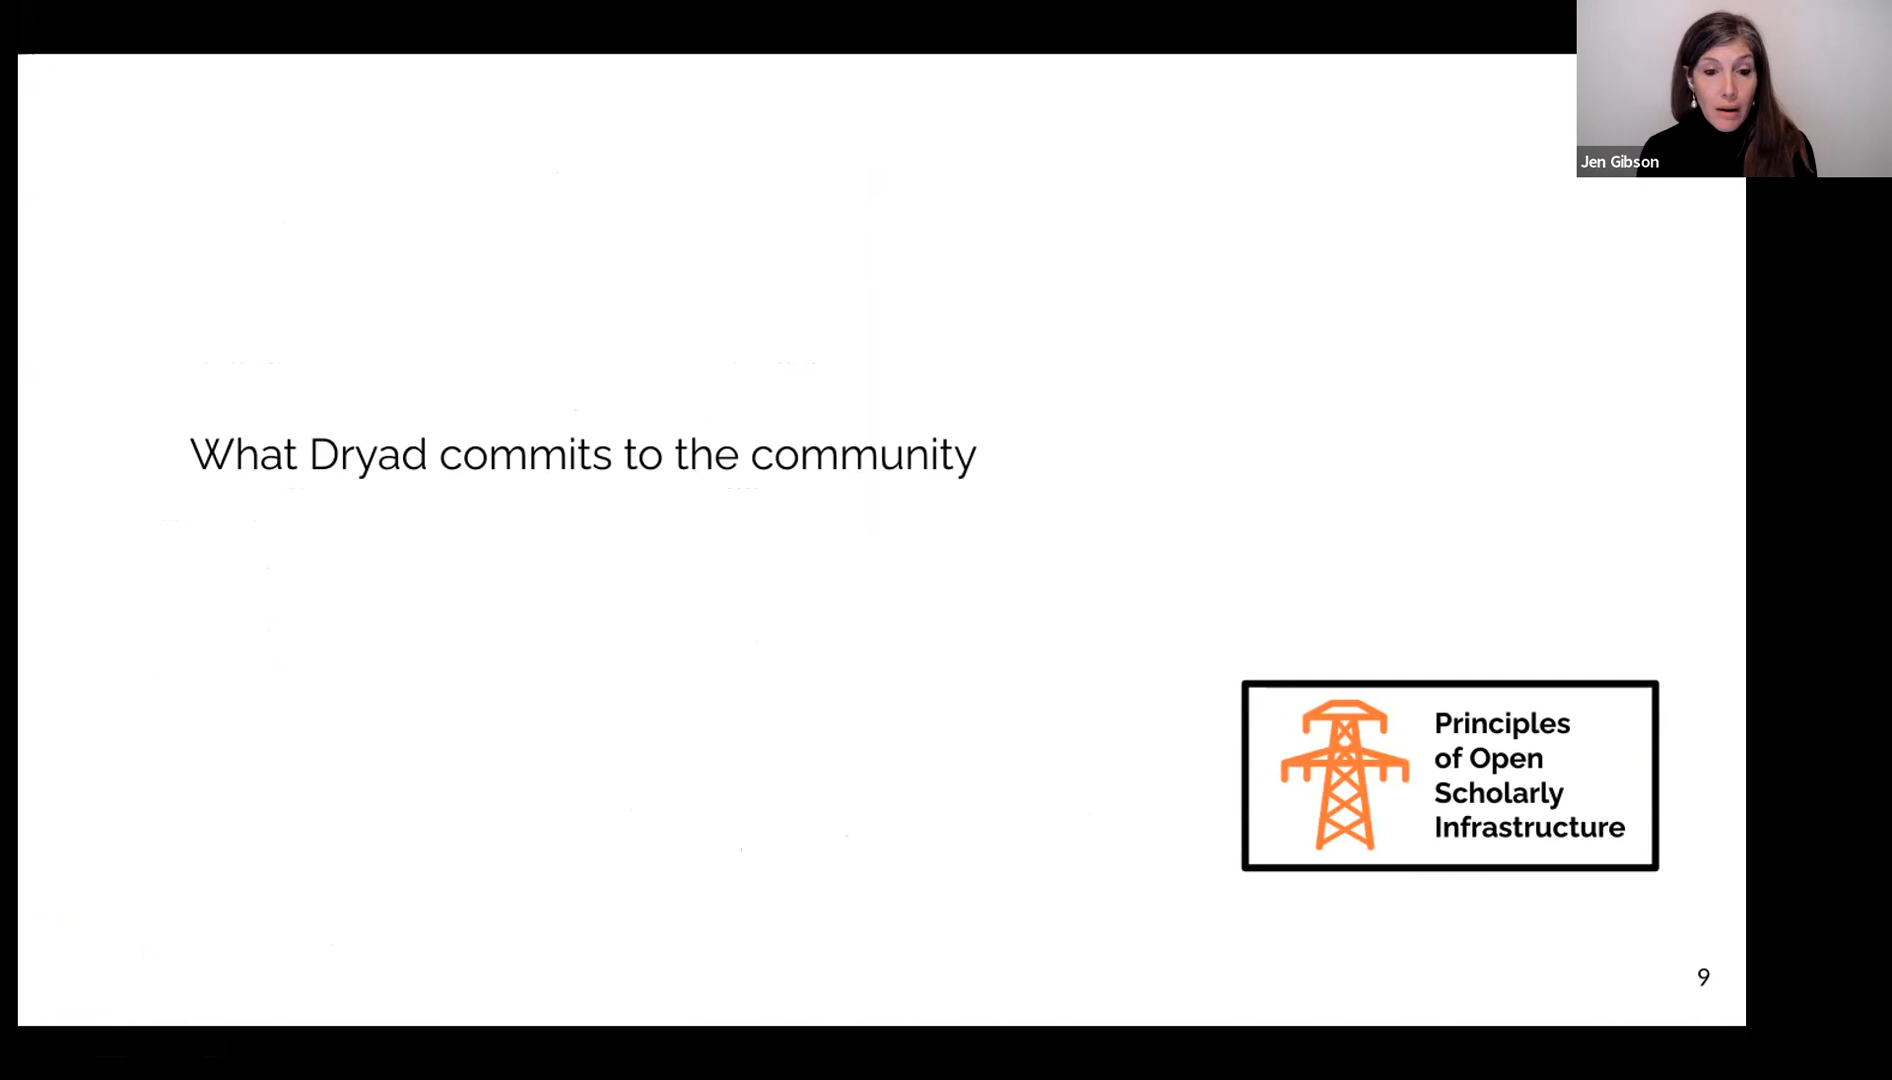 Jen Gibson
What Dryad commits to the community
Principles
of Open
Scholarly
Infrastructure
9